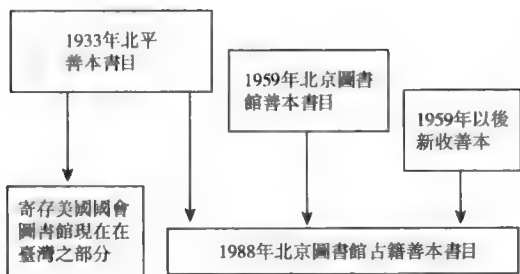 1933年北平
善本書目
1959年北京圖書
館善本書目
1959年以後
新收善本
寄存美國國會
圖書館現在在
臺灣之部分
1988年北京圖書館古籍善本書目